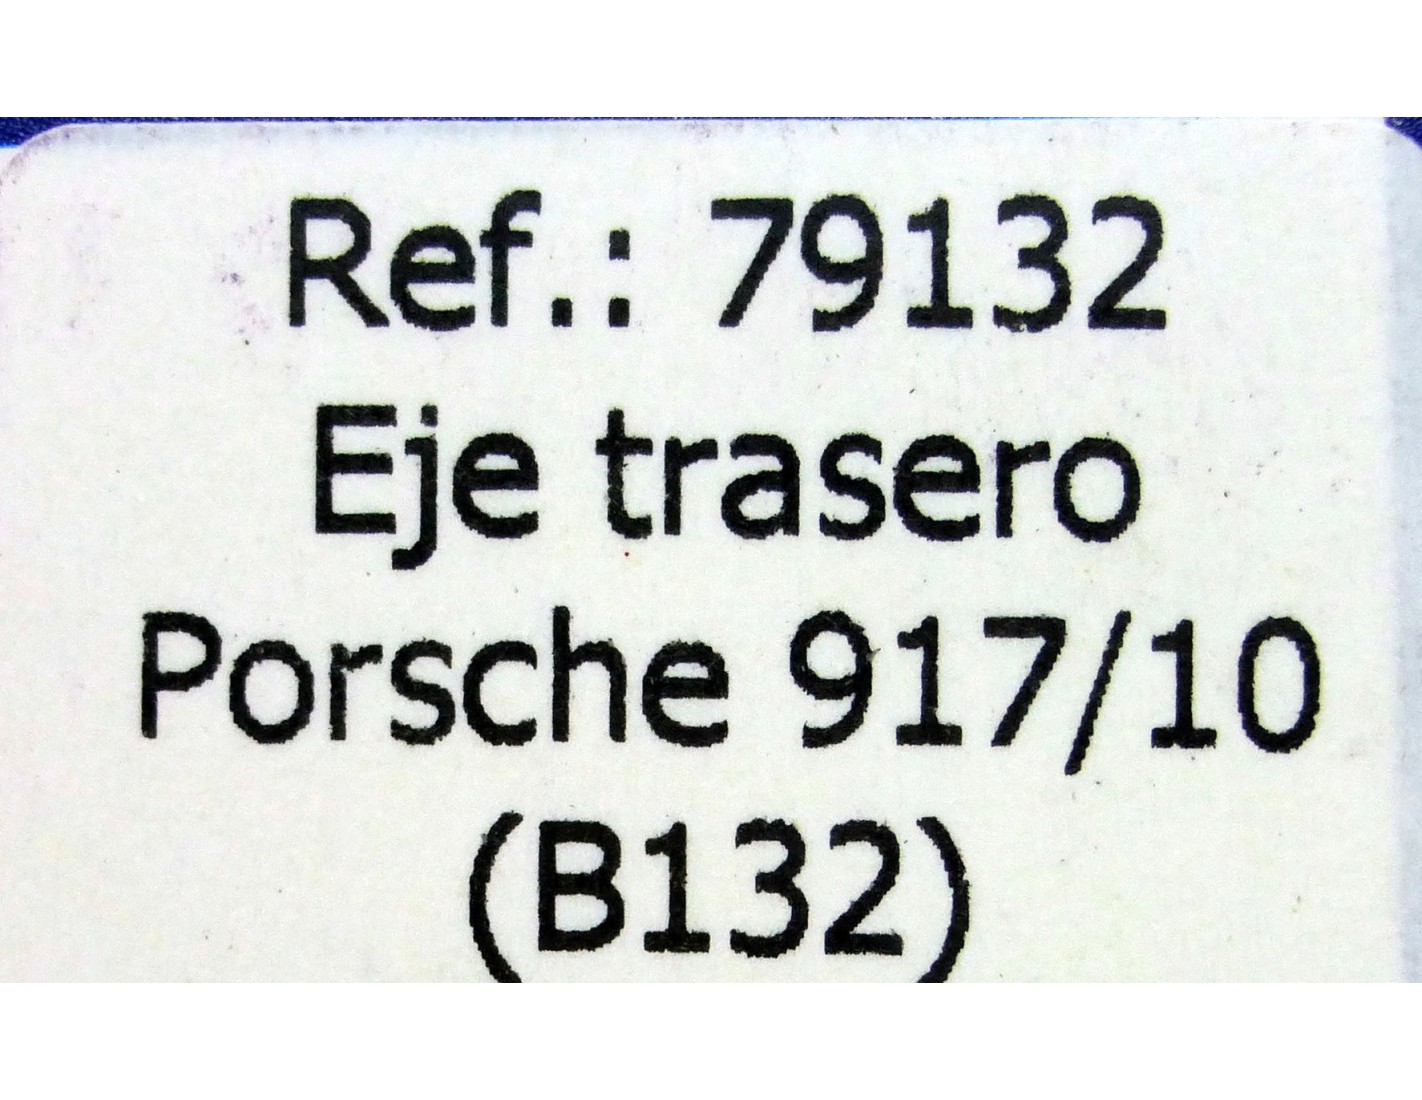 Ref.: 79132
Eje trasero
Porsche 917/10
(B132)